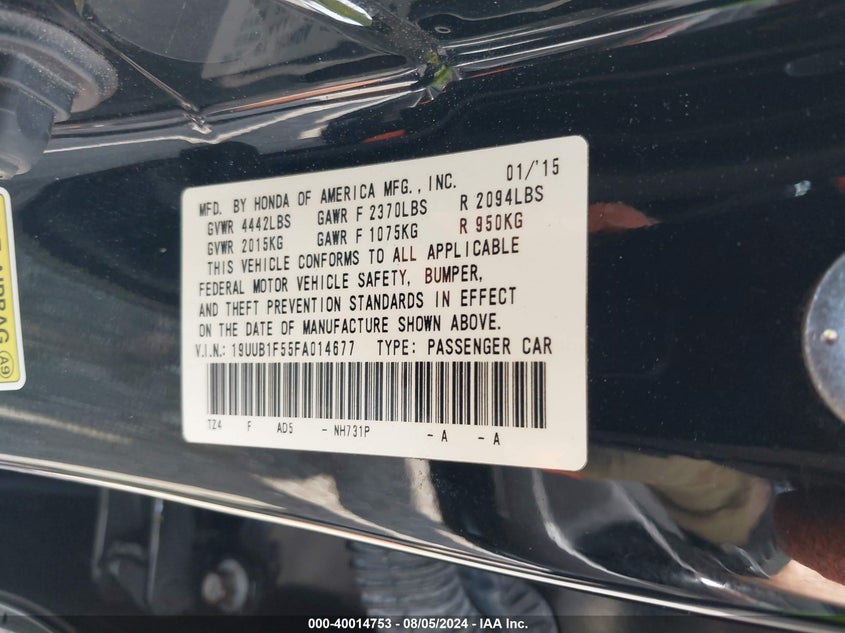 MFD. BY HONDA OF AMERICA MFG., INC. 01/'15
GVWR 4442LBS GAWR F 2370LBS R 2094LBS
GVWR 2015KG GAWR F 1075KG R 950KG
THIS VEHICLE CONFORMS TO ALL APPLICABLE
FEDERAL MOTOR VEHICLE SAFETY, BUMPER,
AND THEFT PREVENTION STANDARDS IN EFFECT
ON THE DATE OF MANUFACTURE SHOWN ABOVE.
V.I.N.: 19UUB1F55FA014677 TYPE: PASSENGER CAR
TZ4 F AD5 - NH731P - A - A
AIRBAG A9
000-40014753 - 08/05/2024 - IAA Inc.